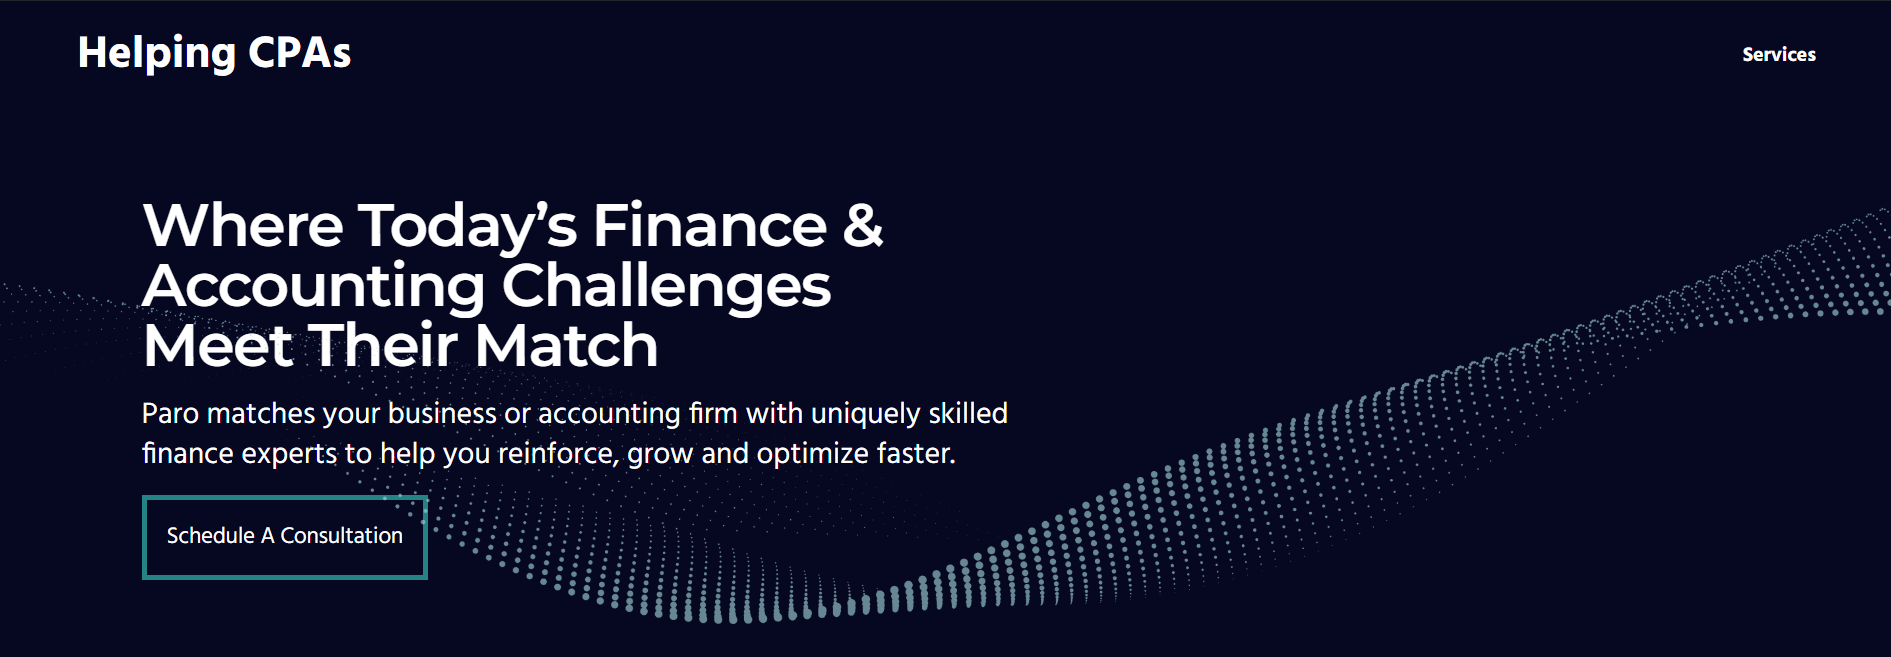 Helping CPAs
Services
Where Today’s Finance &
Accounting Challenges
Meet Their Match
Paro matches your business or accounting firm with uniquely skilled
finance experts to help you reinforce, grow and optimize faster.
Schedule A Consultation